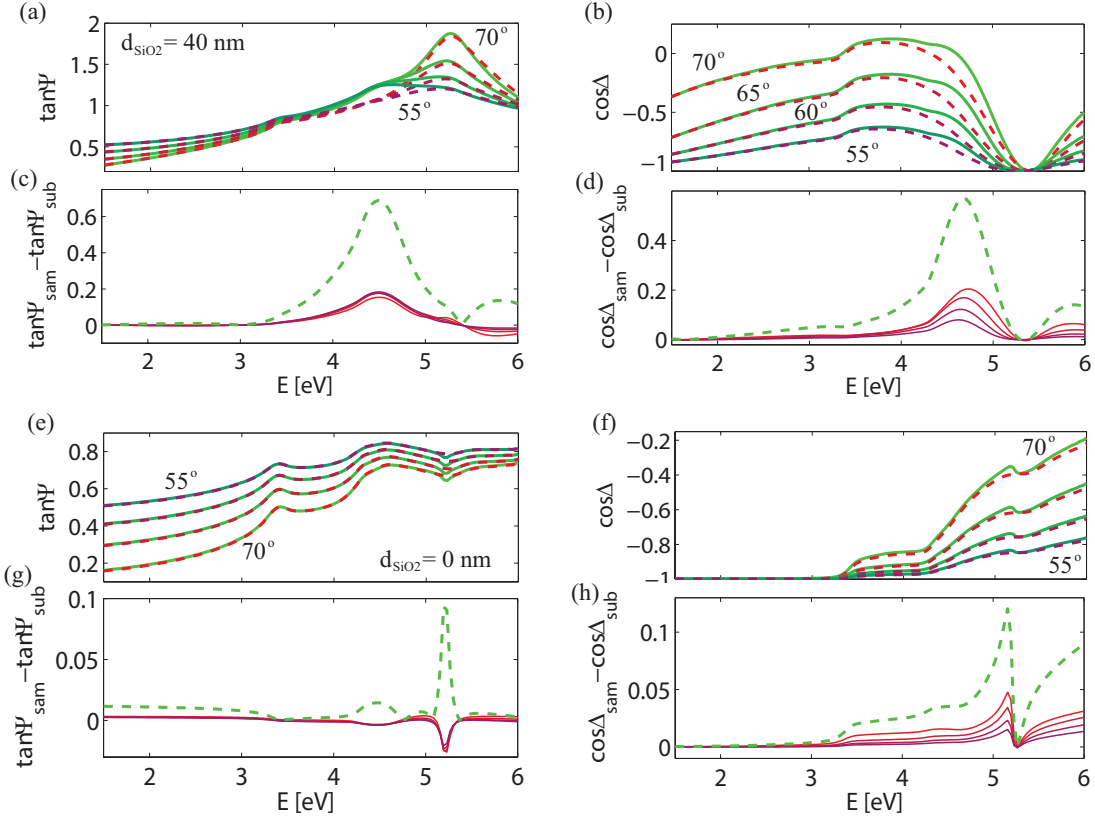 (a)
2
1.5
1
0.5
tanΨ
d_SiO2 = 40 nm
70°
55°
(b)
0
−0.5
−1
cosΔ
70°
65°
60°
55°
(c)
0.6
0.4
0.2
0
tanΨ_sam −tanΨ_sub
2 3 4 5 6
E [eV]
(d)
0.4
0.2
0
cosΔ_sam −cosΔ_sub
2 3 4 5 6
E [eV]
(e)
0.8
0.6
0.4
0.2
tanΨ
55°
70°
d_SiO2 = 0 nm
(f)
−0.2
−0.4
−0.6
−0.8
−1
cosΔ
70°
55°
(g)
0.1
0.05
0
tanΨ_sam −tanΨ_sub
2 3 4 5 6
E [eV]
(h)
0.1
0.05
0
cosΔ_sam −cosΔ_sub
2 3 4 5 6
E [eV]